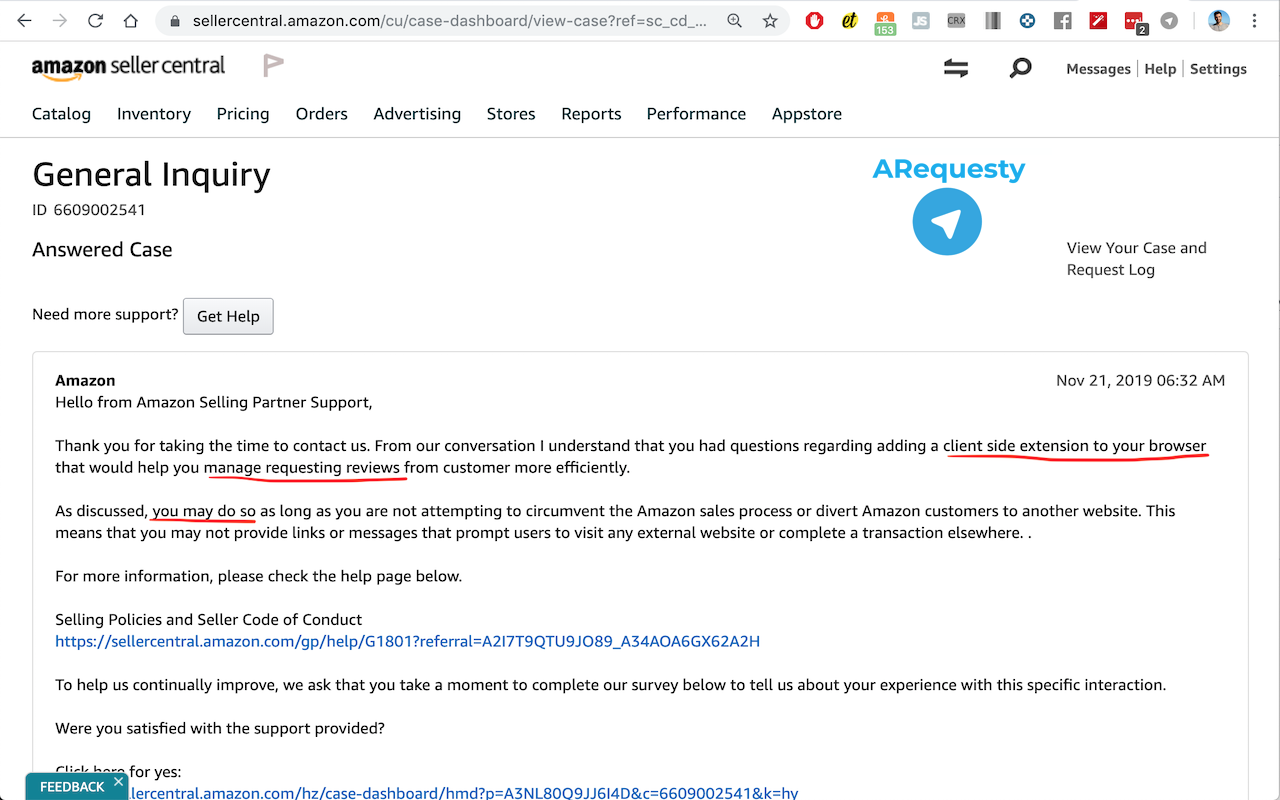 sellercentral.amazon.com/cu/case-dashboard/view-case?ref=sc_cd_...
et
153
JS
CRX
2
amazon seller central
Messages | Help | Settings
Catalog Inventory Pricing Orders Advertising Stores Reports Performance Appstore
General Inquiry
ARequesty
ID 6609002541
Answered Case
View Your Case and
Request Log
Need more support? Get Help
Amazon
Nov 21, 2019 06:32 AM
Hello from Amazon Selling Partner Support,
Thank you for taking the time to contact us. From our conversation I understand that you had questions regarding adding a client side extension to your browser
that would help you manage requesting reviews from customer more efficiently.
As discussed, you may do so as long as you are not attempting to circumvent the Amazon sales process or divert Amazon customers to another website. This
means that you may not provide links or messages that prompt users to visit any external website or complete a transaction elsewhere. .
For more information, please check the help page below.
Selling Policies and Seller Code of Conduct
https://sellercentral.amazon.com/gp/help/G1801?referral=A2I7T9QTU9JO89_A34AOA6GX62A2H
To help us continually improve, we ask that you take a moment to complete our survey below to tell us about your experience with this specific interaction.
Were you satisfied with the support provided?
Click here for yes:
FEEDBACK
llercentral.amazon.com/hz/case-dashboard/hmd?p=A3NL80Q9JJ6I4D&c=6609002541&k=hy